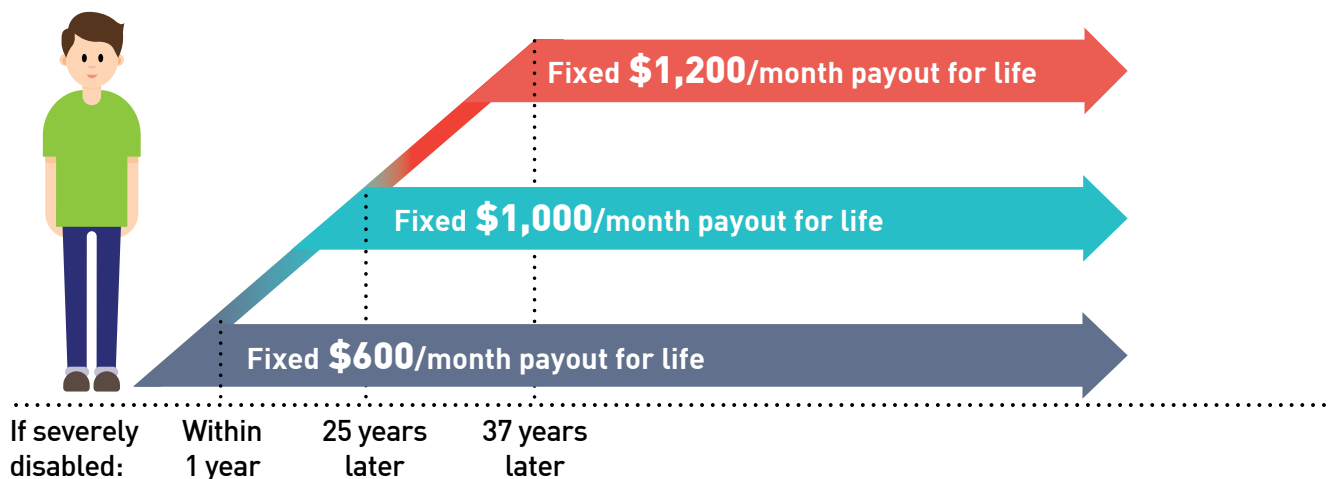 Fixed $1,200/month payout for life
Fixed $1,000/month payout for life
Fixed $600/month payout for life
If severely disabled:
Within 1 year
25 years later
37 years later